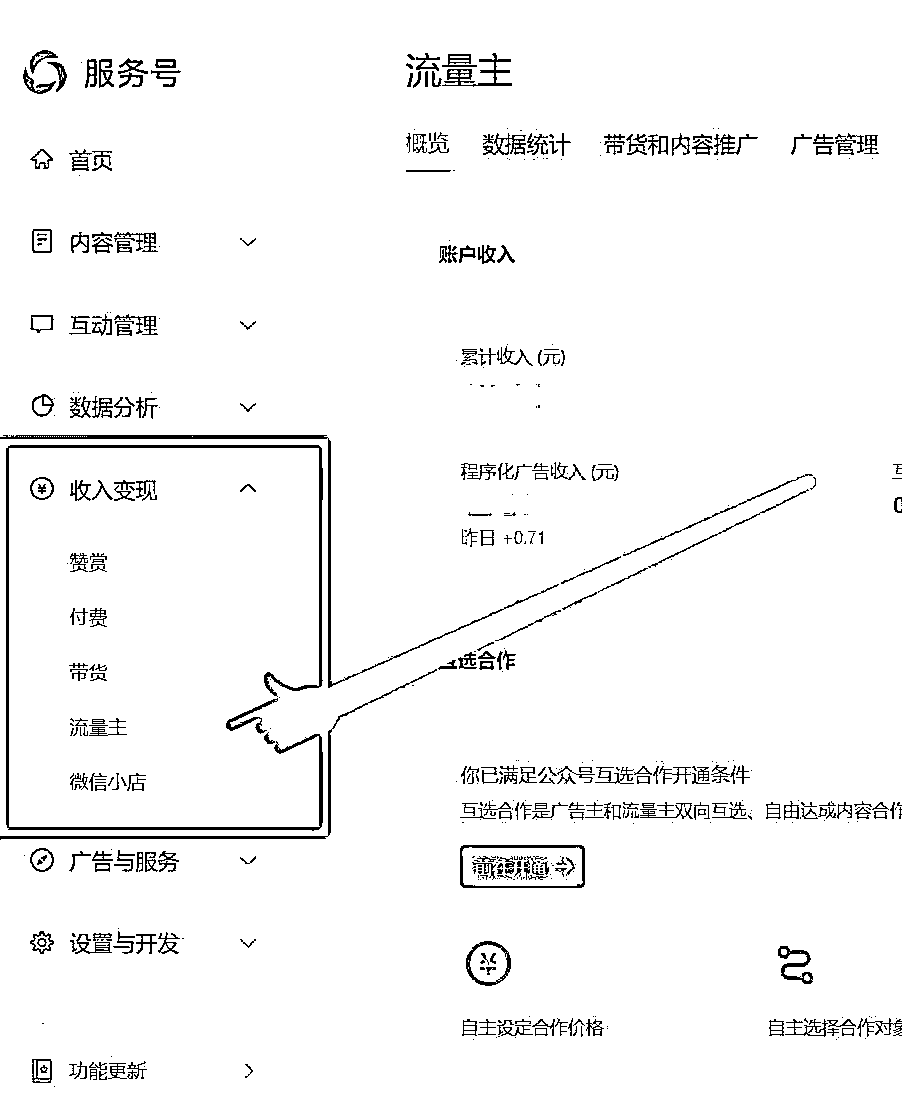 服务号
首页
内容管理
互动管理
数据分析
收入变现
赞赏
付费
带货
流量主
微信小店
广告与服务
设置与开发
功能更新
流量主
概览 数据统计 带货和内容推广 广告管理
账户收入
累计收入 (元)
程序化广告收入 (元)
昨日 +0.71
互选合作
你已满足公众号互选合作开通条件
互选合作是广告主和流量主双向互选、自由达成内容合作
前往开通
自主设定合作价格
自主选择合作对象